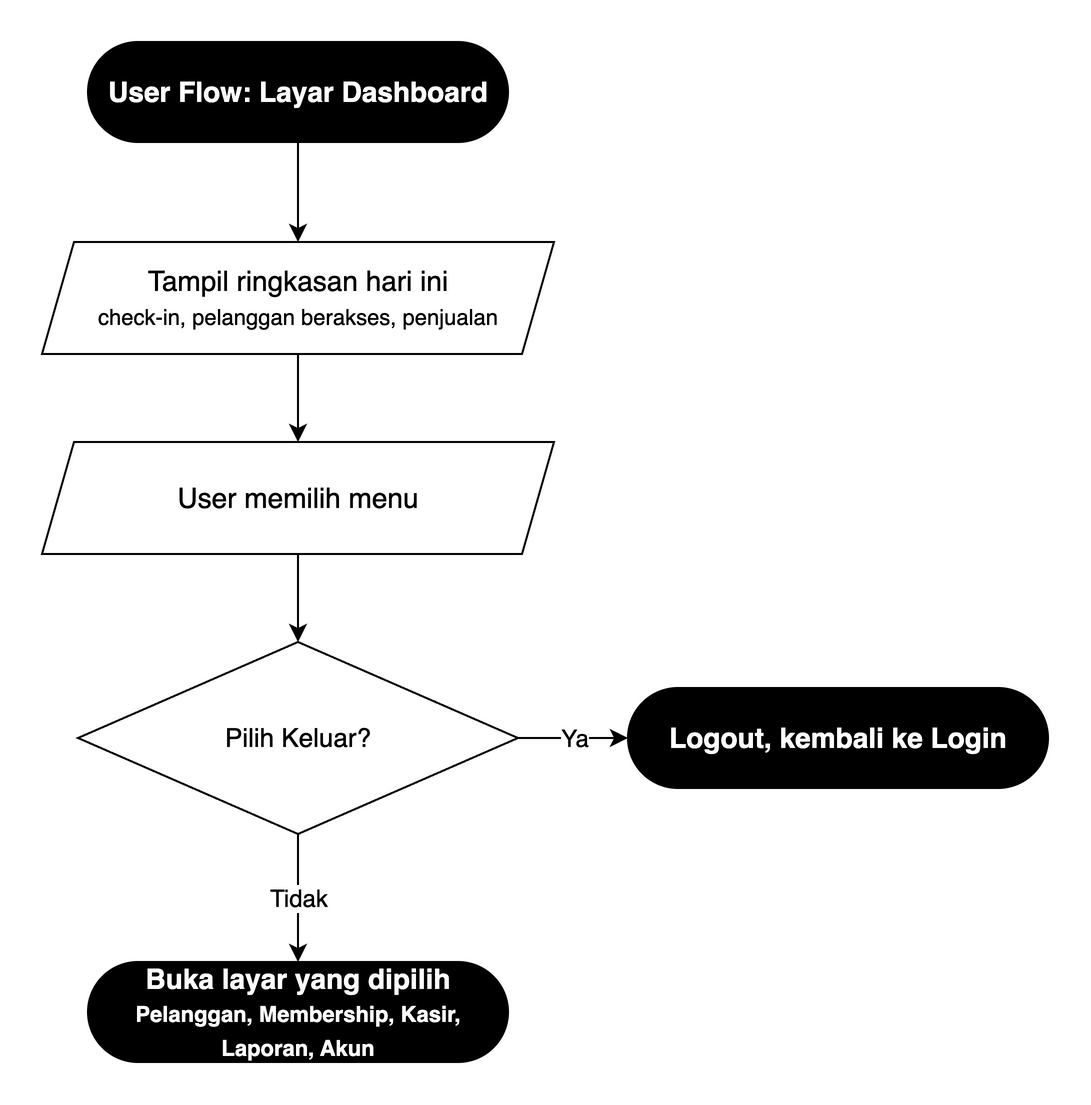 User Flow: Layar Dashboard
Tampil ringkasan hari ini
check-in, pelanggan berakses, penjualan
User memilih menu
Pilih Keluar?
Ya
Logout, kembali ke Login
Tidak
Buka layar yang dipilih
Pelanggan, Membership, Kasir,
Laporan, Akun